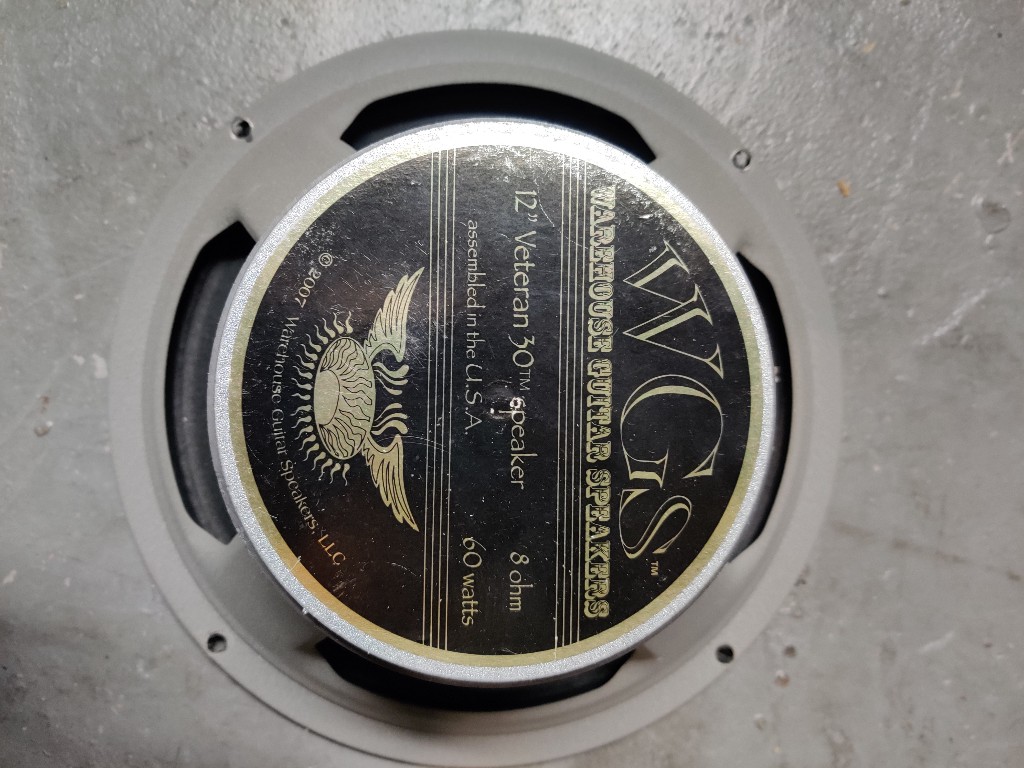 WGS™
WAREHOUSE GUITAR SPEAKERS
12” Veteran 30™ speaker 8 ohm
assembled in the U.S.A. 60 watts
© 2007 Warehouse Guitar Speakers, LLC